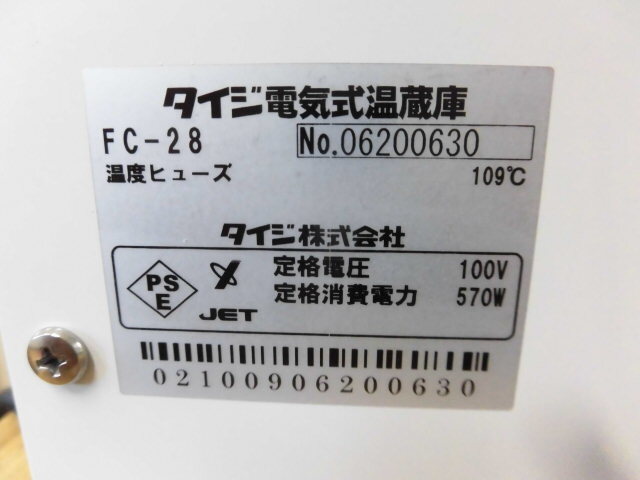 タイジ電気式温蔵庫
FC-28 No.06200630
温度ヒューズ 109℃
タイジ株式会社
PS
E
JET
定格電圧 100V
定格消費電力 570W
02100906200630